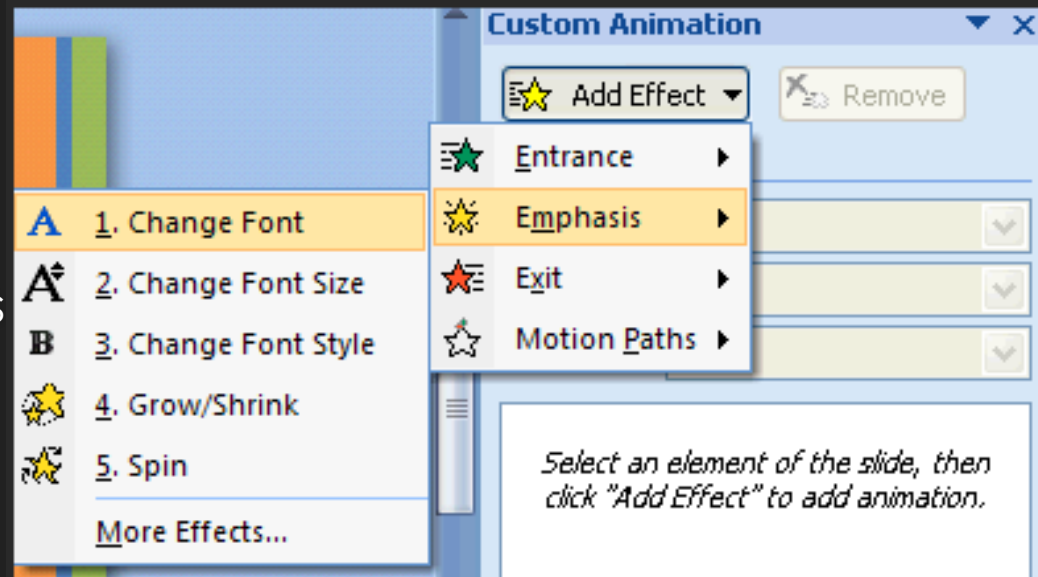 Custom Animation
Add Effect
Remove
Entrance
Emphasis
Exit
Motion Paths
1. Change Font
2. Change Font Size
3. Change Font Style
4. Grow/Shrink
5. Spin
More Effects...
Select an element of the slide, then
click "Add Effect" to add animation.